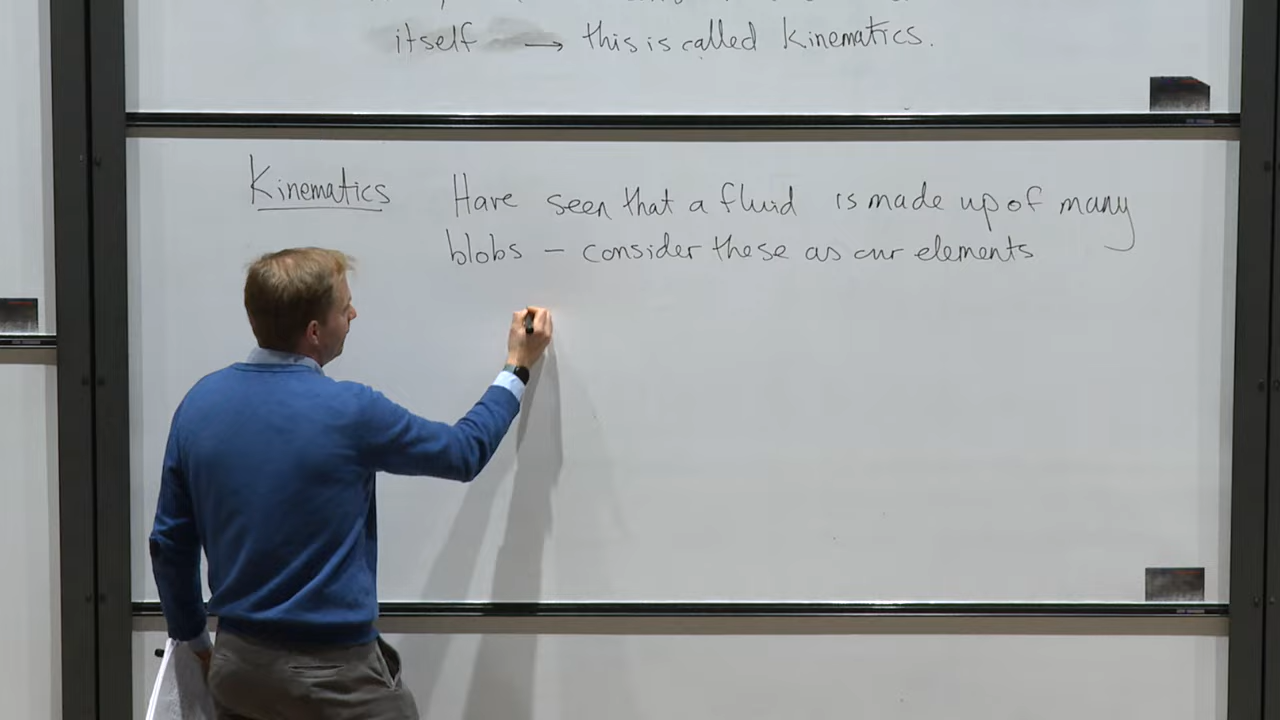 itself → this is called Kinematics.
Kinematics Have seen that a fluid is made up of many
blobs – consider these as our elements